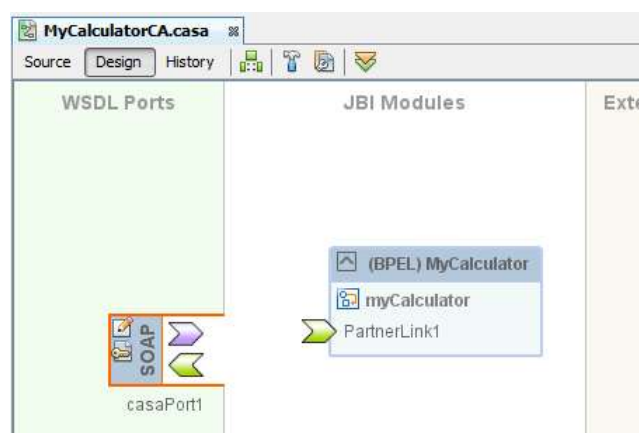 MyCalculatorCA.casa
Source Design History
WSDL Ports JBI Modules Exte
(BPEL) MyCalculator
myCalculator
PartnerLink1
SOAP
casaPort1